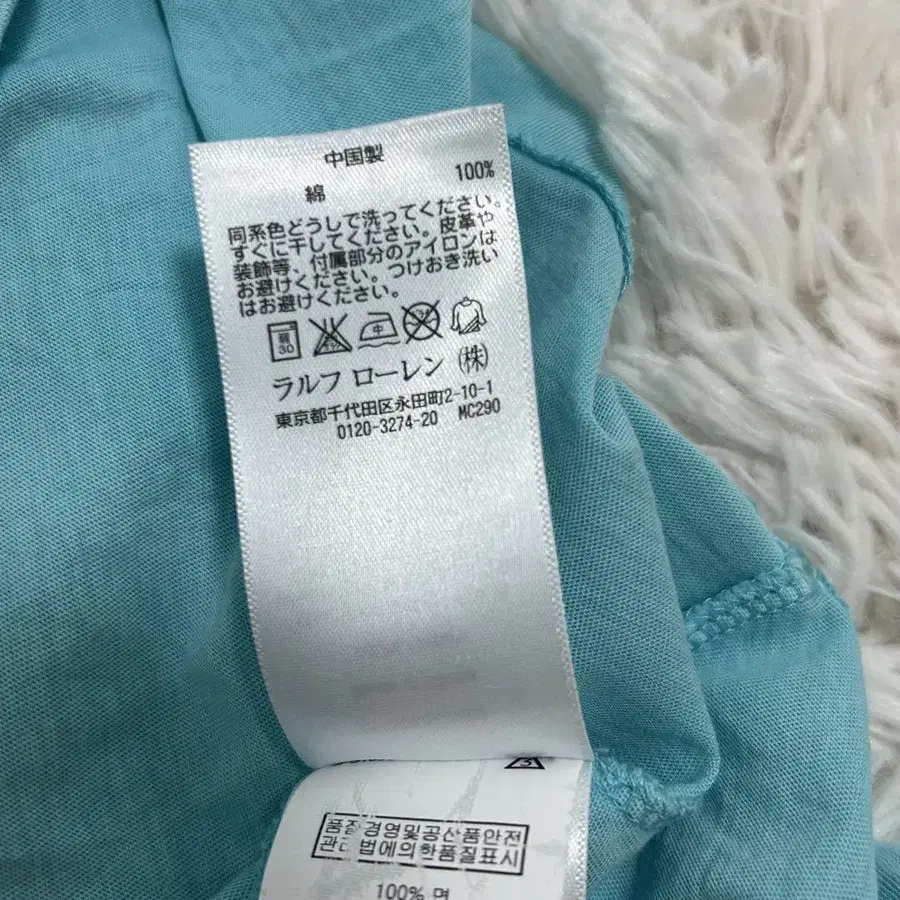 中国製
綿 100%
同系色どうしで洗ってください。
すぐに干してください。皮革や
装飾等、付属部分のアイロンは
お避けください。つけおき洗い
はお避けください。
弱 30 中
ラルフ ローレン (株)
東京都千代田区永田町2-10-1
0120-3274-20 MC290
품질경영및공산품안전
관리법에의한품질표시
100% 면